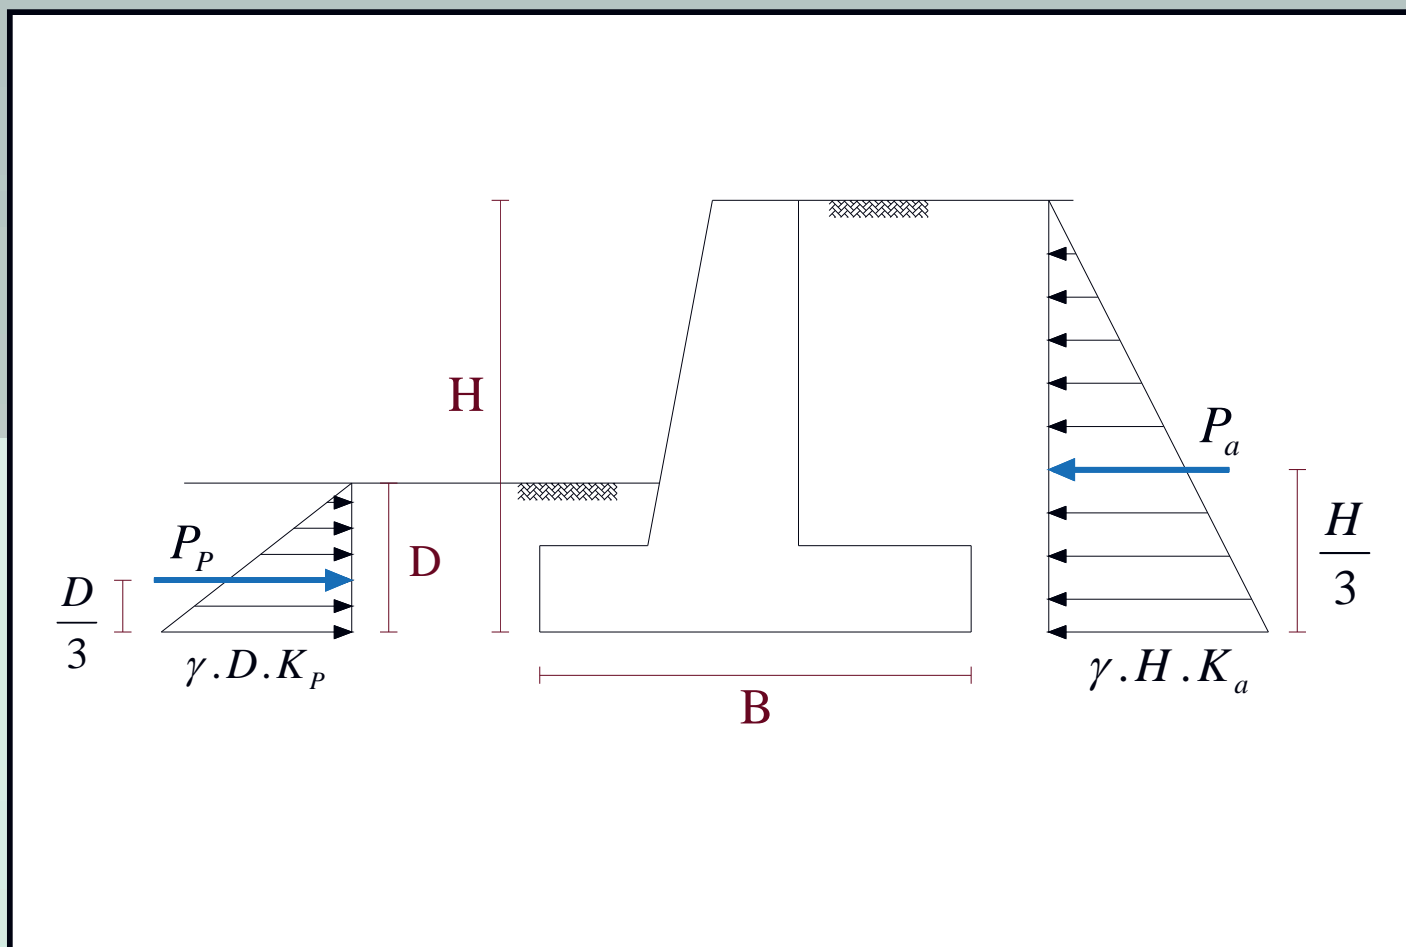 H
P_a
P_P
D
D/3
H/3
γ.D.K_P
γ.H.K_a
B